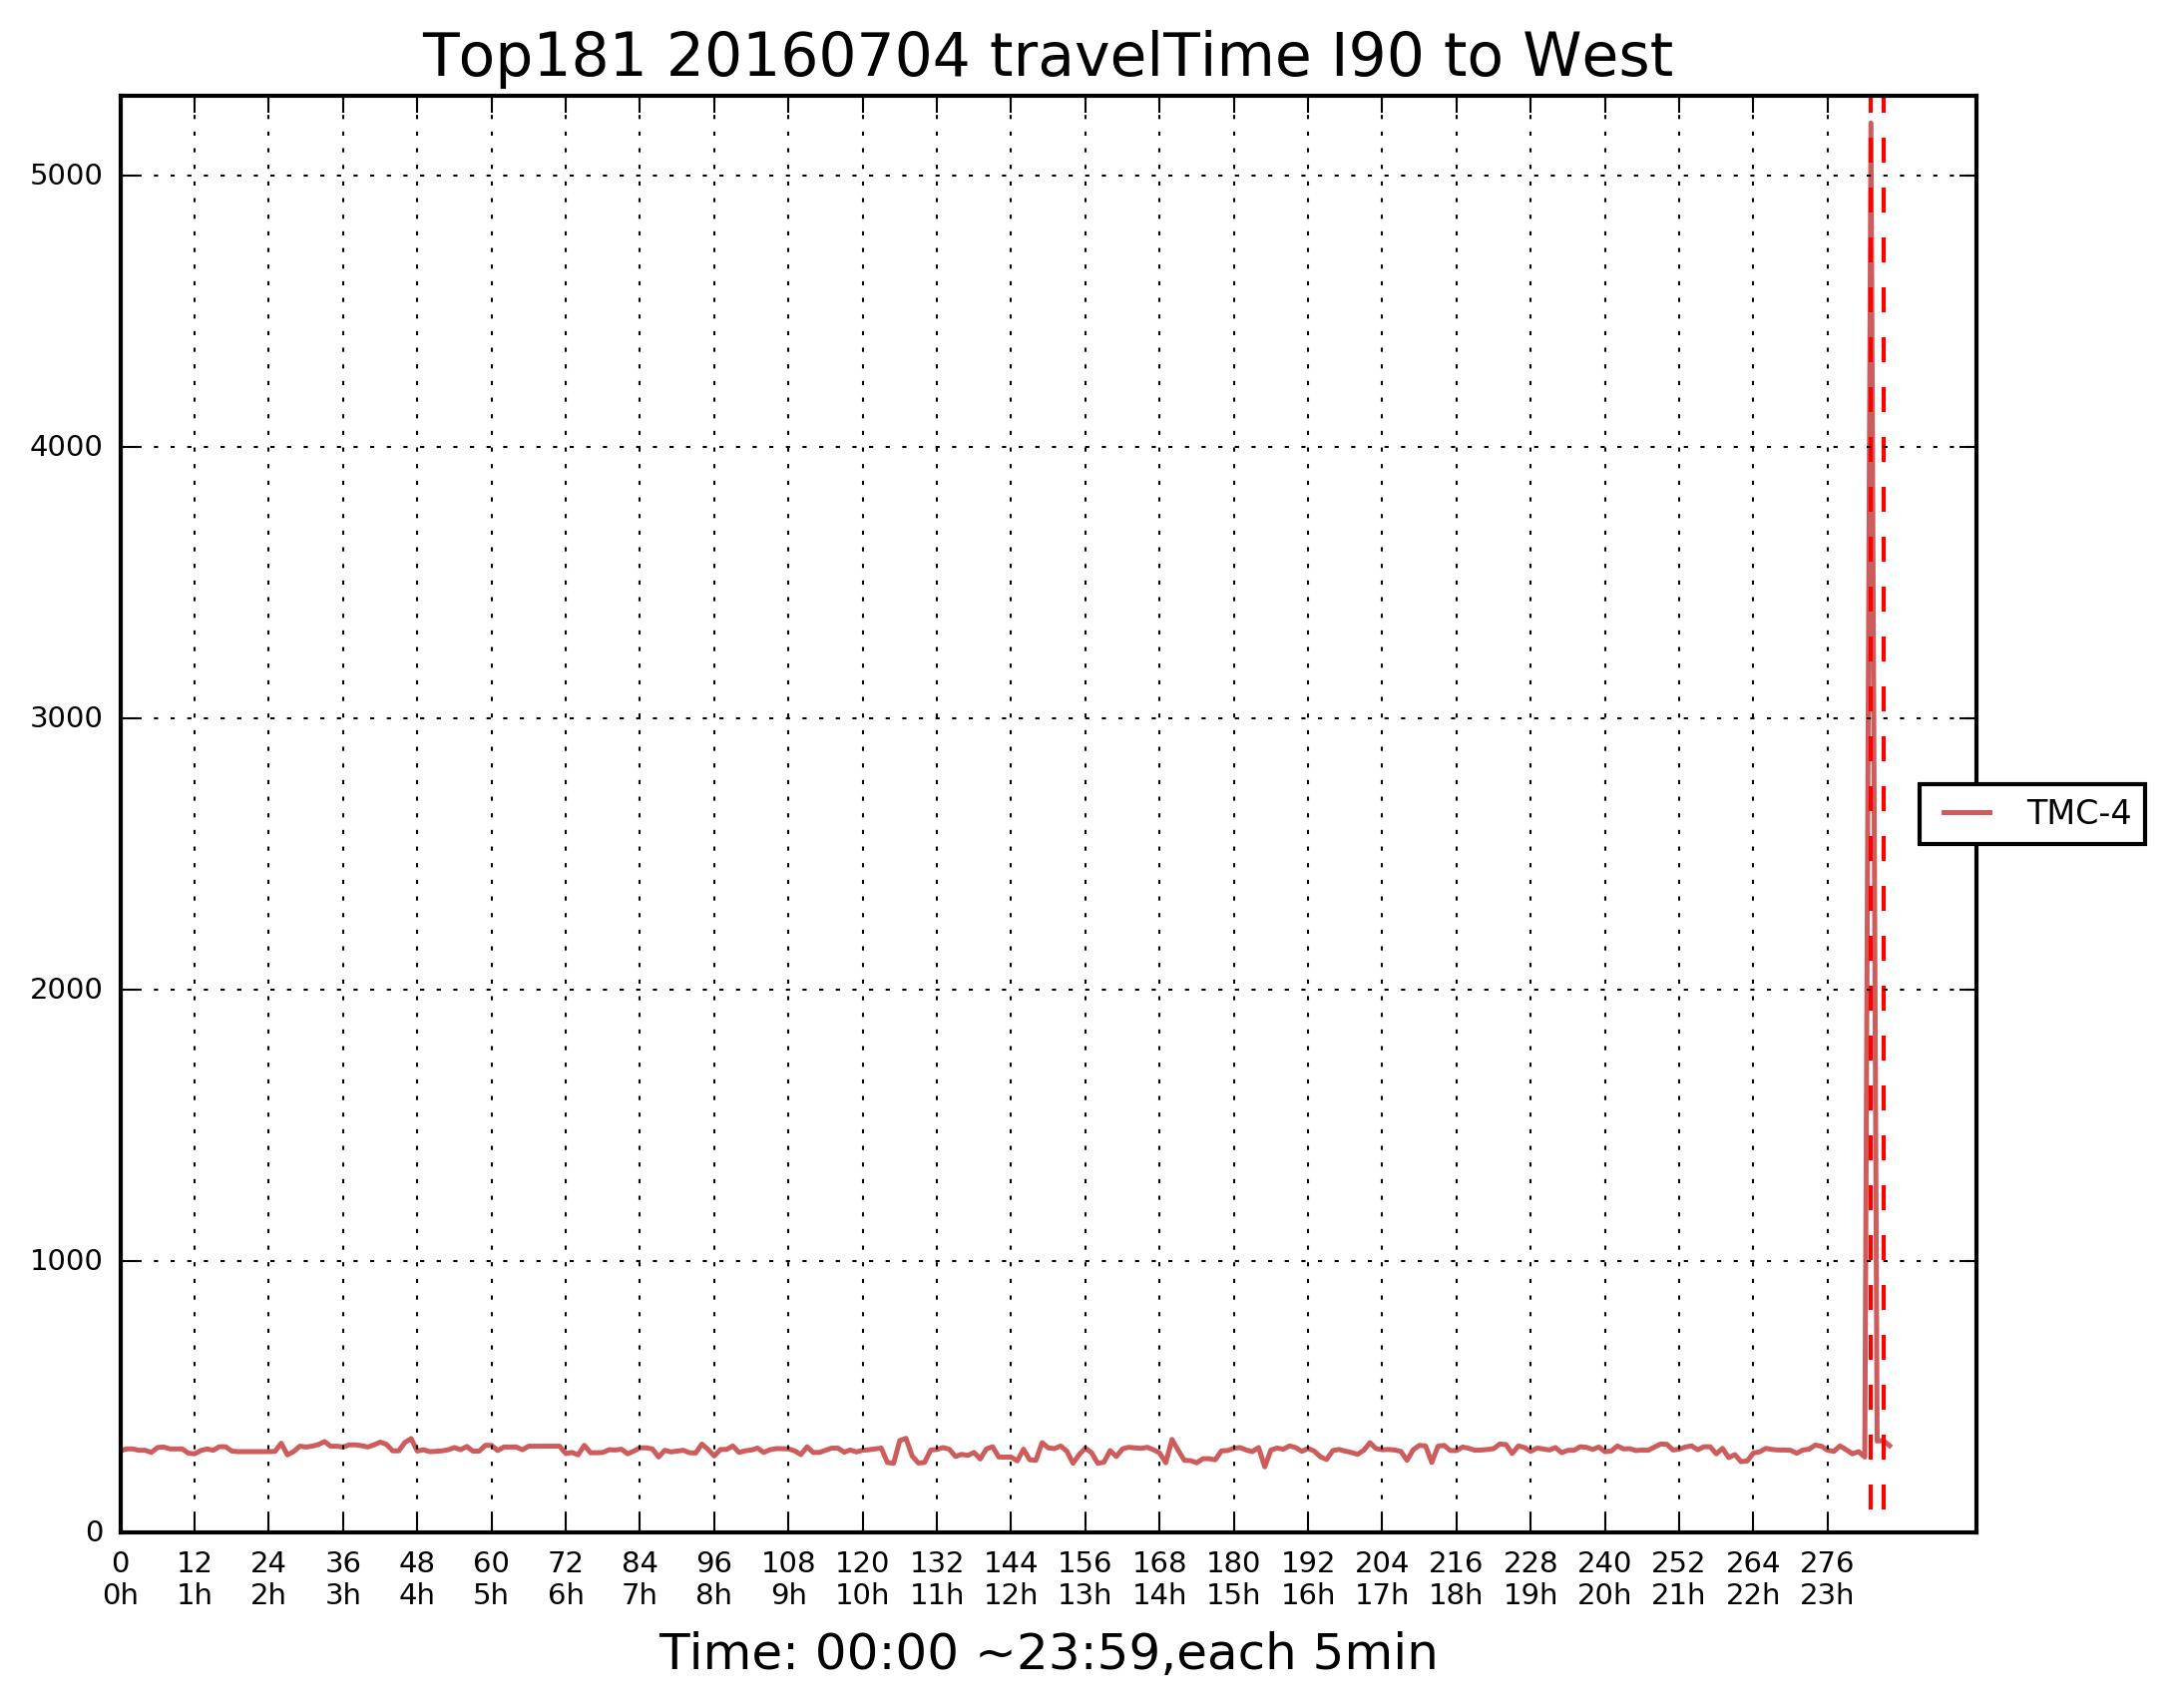 Top181 20160704 travelTime I90 to West
5000
4000
3000
2000
1000
0
TMC-4
0 12 24 36 48 60 72 84 96 108 120 132 144 156 168 180 192 204 216 228 240 252 264 276
0h 1h 2h 3h 4h 5h 6h 7h 8h 9h 10h 11h 12h 13h 14h 15h 16h 17h 18h 19h 20h 21h 22h 23h
Time: 00:00 ~23:59,each 5min